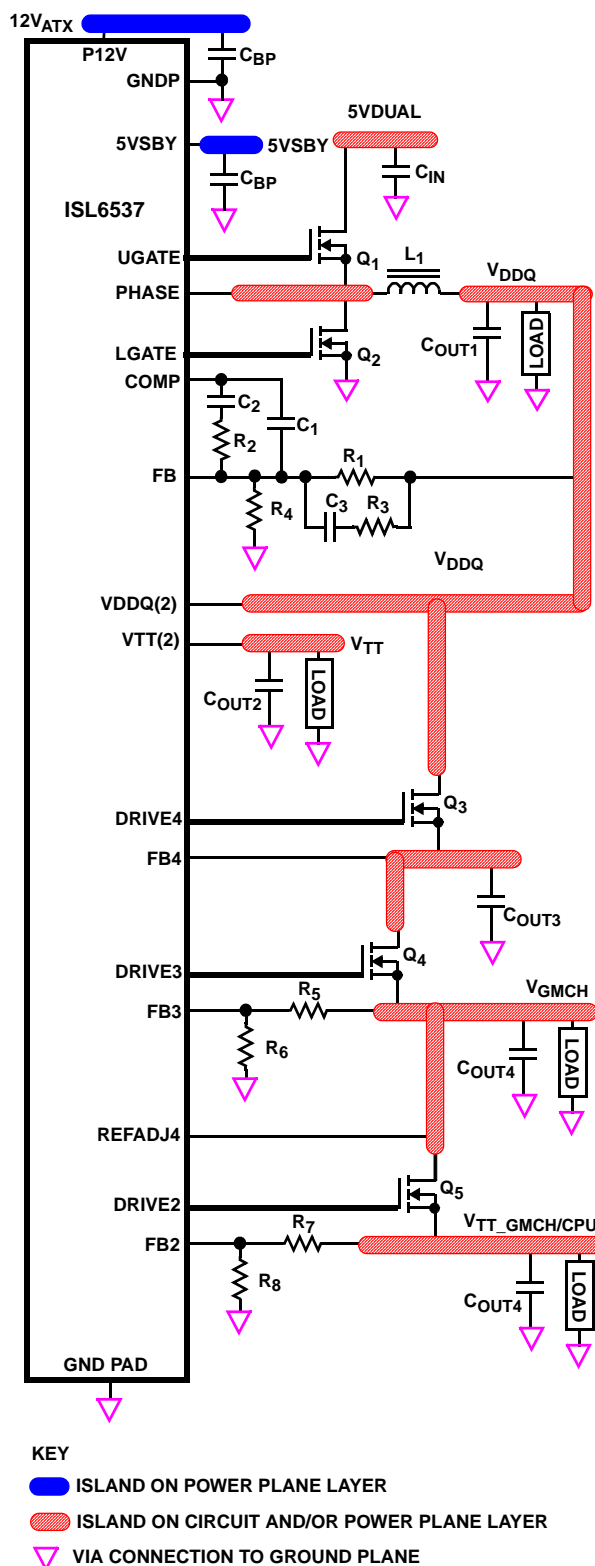 12VATX
P12V
CBP
GNDP
5VDUAL
5VSBY
5VSBY
CBP
CIN
ISL6537
UGATE
Q1
L1
PHASE
VDDQ
LGATE
Q2
COUT1
LOAD
COMP
C2
C1
R2
R1
FB
R4
C3
R3
VDDQ
VDDQ(2)
VTT(2)
VTT
COUT2
LOAD
Q3
DRIVE4
FB4
COUT3
Q4
DRIVE3
R5
VGMCH
FB3
R6
COUT4
LOAD
REFADJ4
Q5
DRIVE2
R7
VTT_GMCH/CPU
FB2
R8
COUT4
LOAD
GND PAD
KEY
ISLAND ON POWER PLANE LAYER
ISLAND ON CIRCUIT AND/OR POWER PLANE LAYER
VIA CONNECTION TO GROUND PLANE